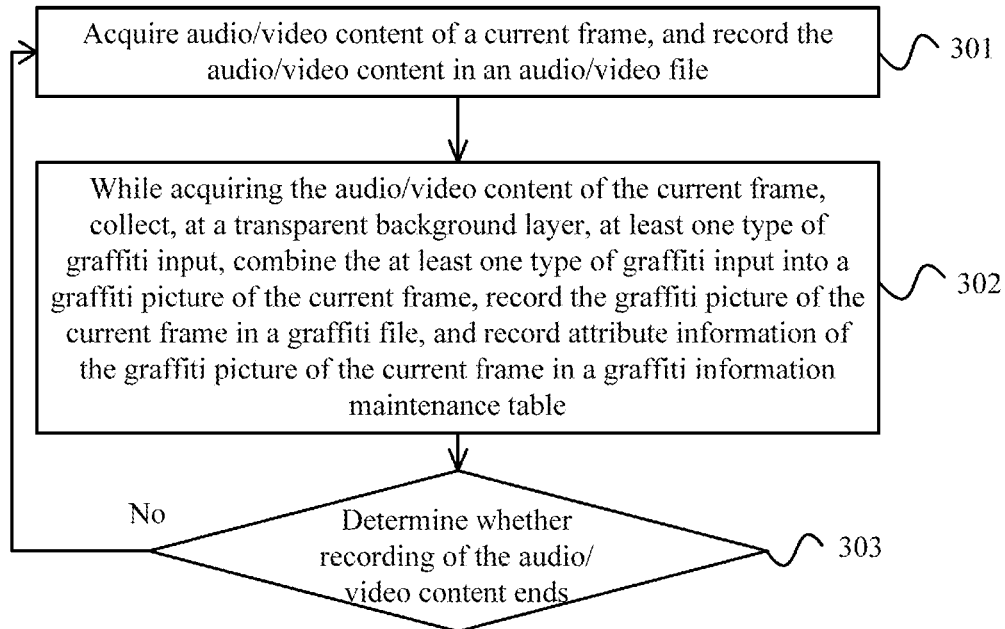 Acquire audio/video content of a current frame, and record the
audio/video content in an audio/video file
301
While acquiring the audio/video content of the current frame,
collect, at a transparent background layer, at least one type of
graffiti input, combine the at least one type of graffiti input into a
graffiti picture of the current frame, record the graffiti picture of the
current frame in a graffiti file, and record attribute information of
the graffiti picture of the current frame in a graffiti information
maintenance table
302
No
Determine whether
recording of the audio/
video content ends
303